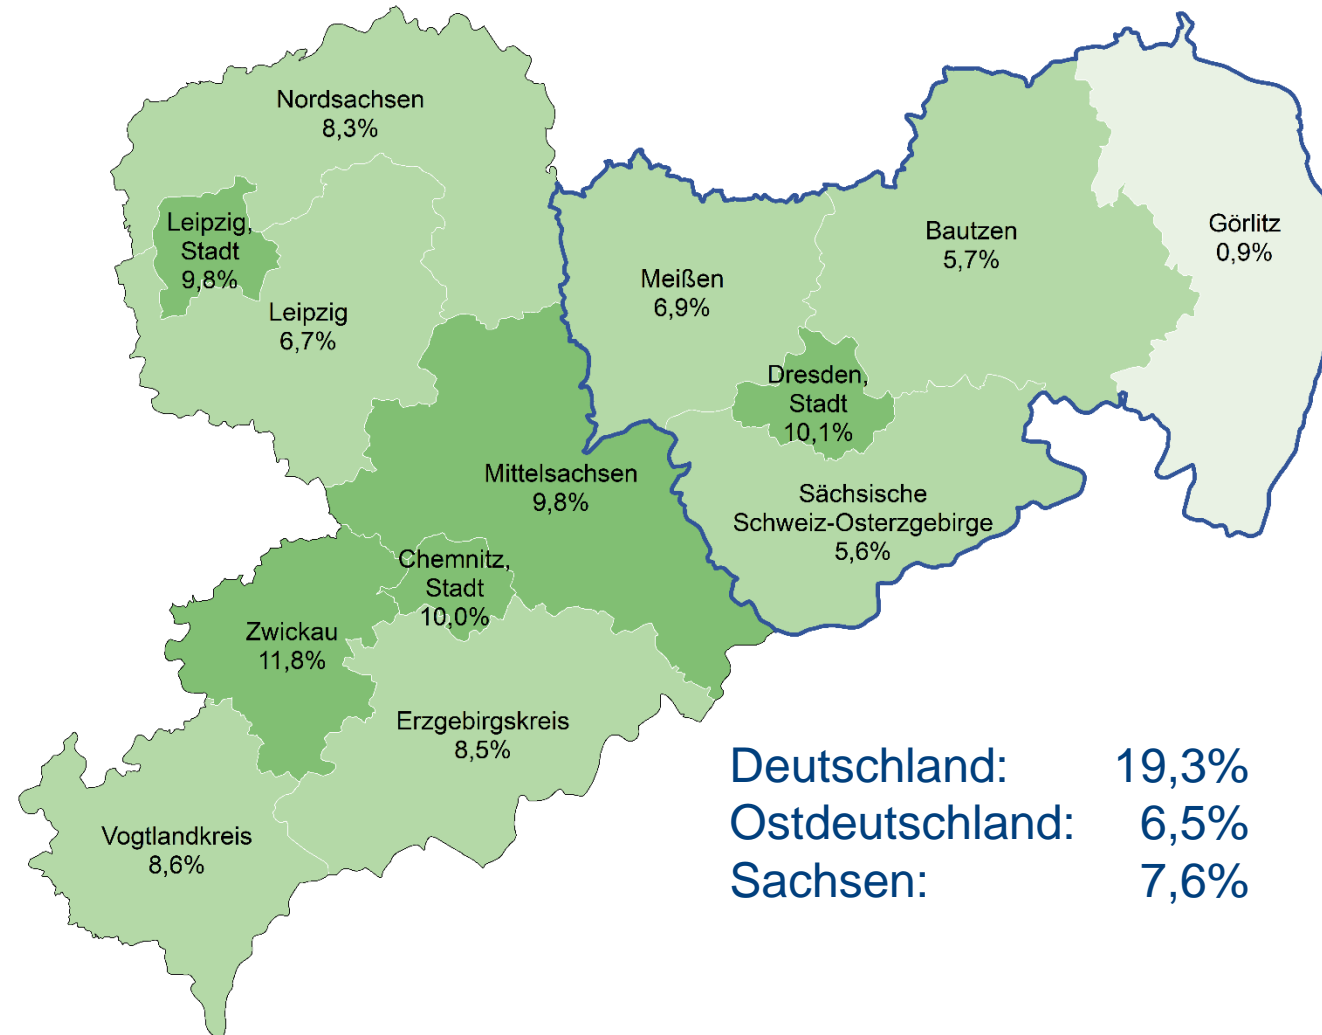 Nordsachsen
8,3%
Leipzig,
Stadt
9,8%
Leipzig
6,7%
Meißen
6,9%
Bautzen
5,7%
Görlitz
0,9%
Dresden,
Stadt
10,1%
Mittelsachsen
9,8%
Sächsische
Schweiz-Osterzgebirge
5,6%
Chemnitz,
Stadt
10,0%
Zwickau
11,8%
Erzgebirgskreis
8,5%
Vogtlandkreis
8,6%
Deutschland: 19,3%
Ostdeutschland: 6,5%
Sachsen: 7,6%